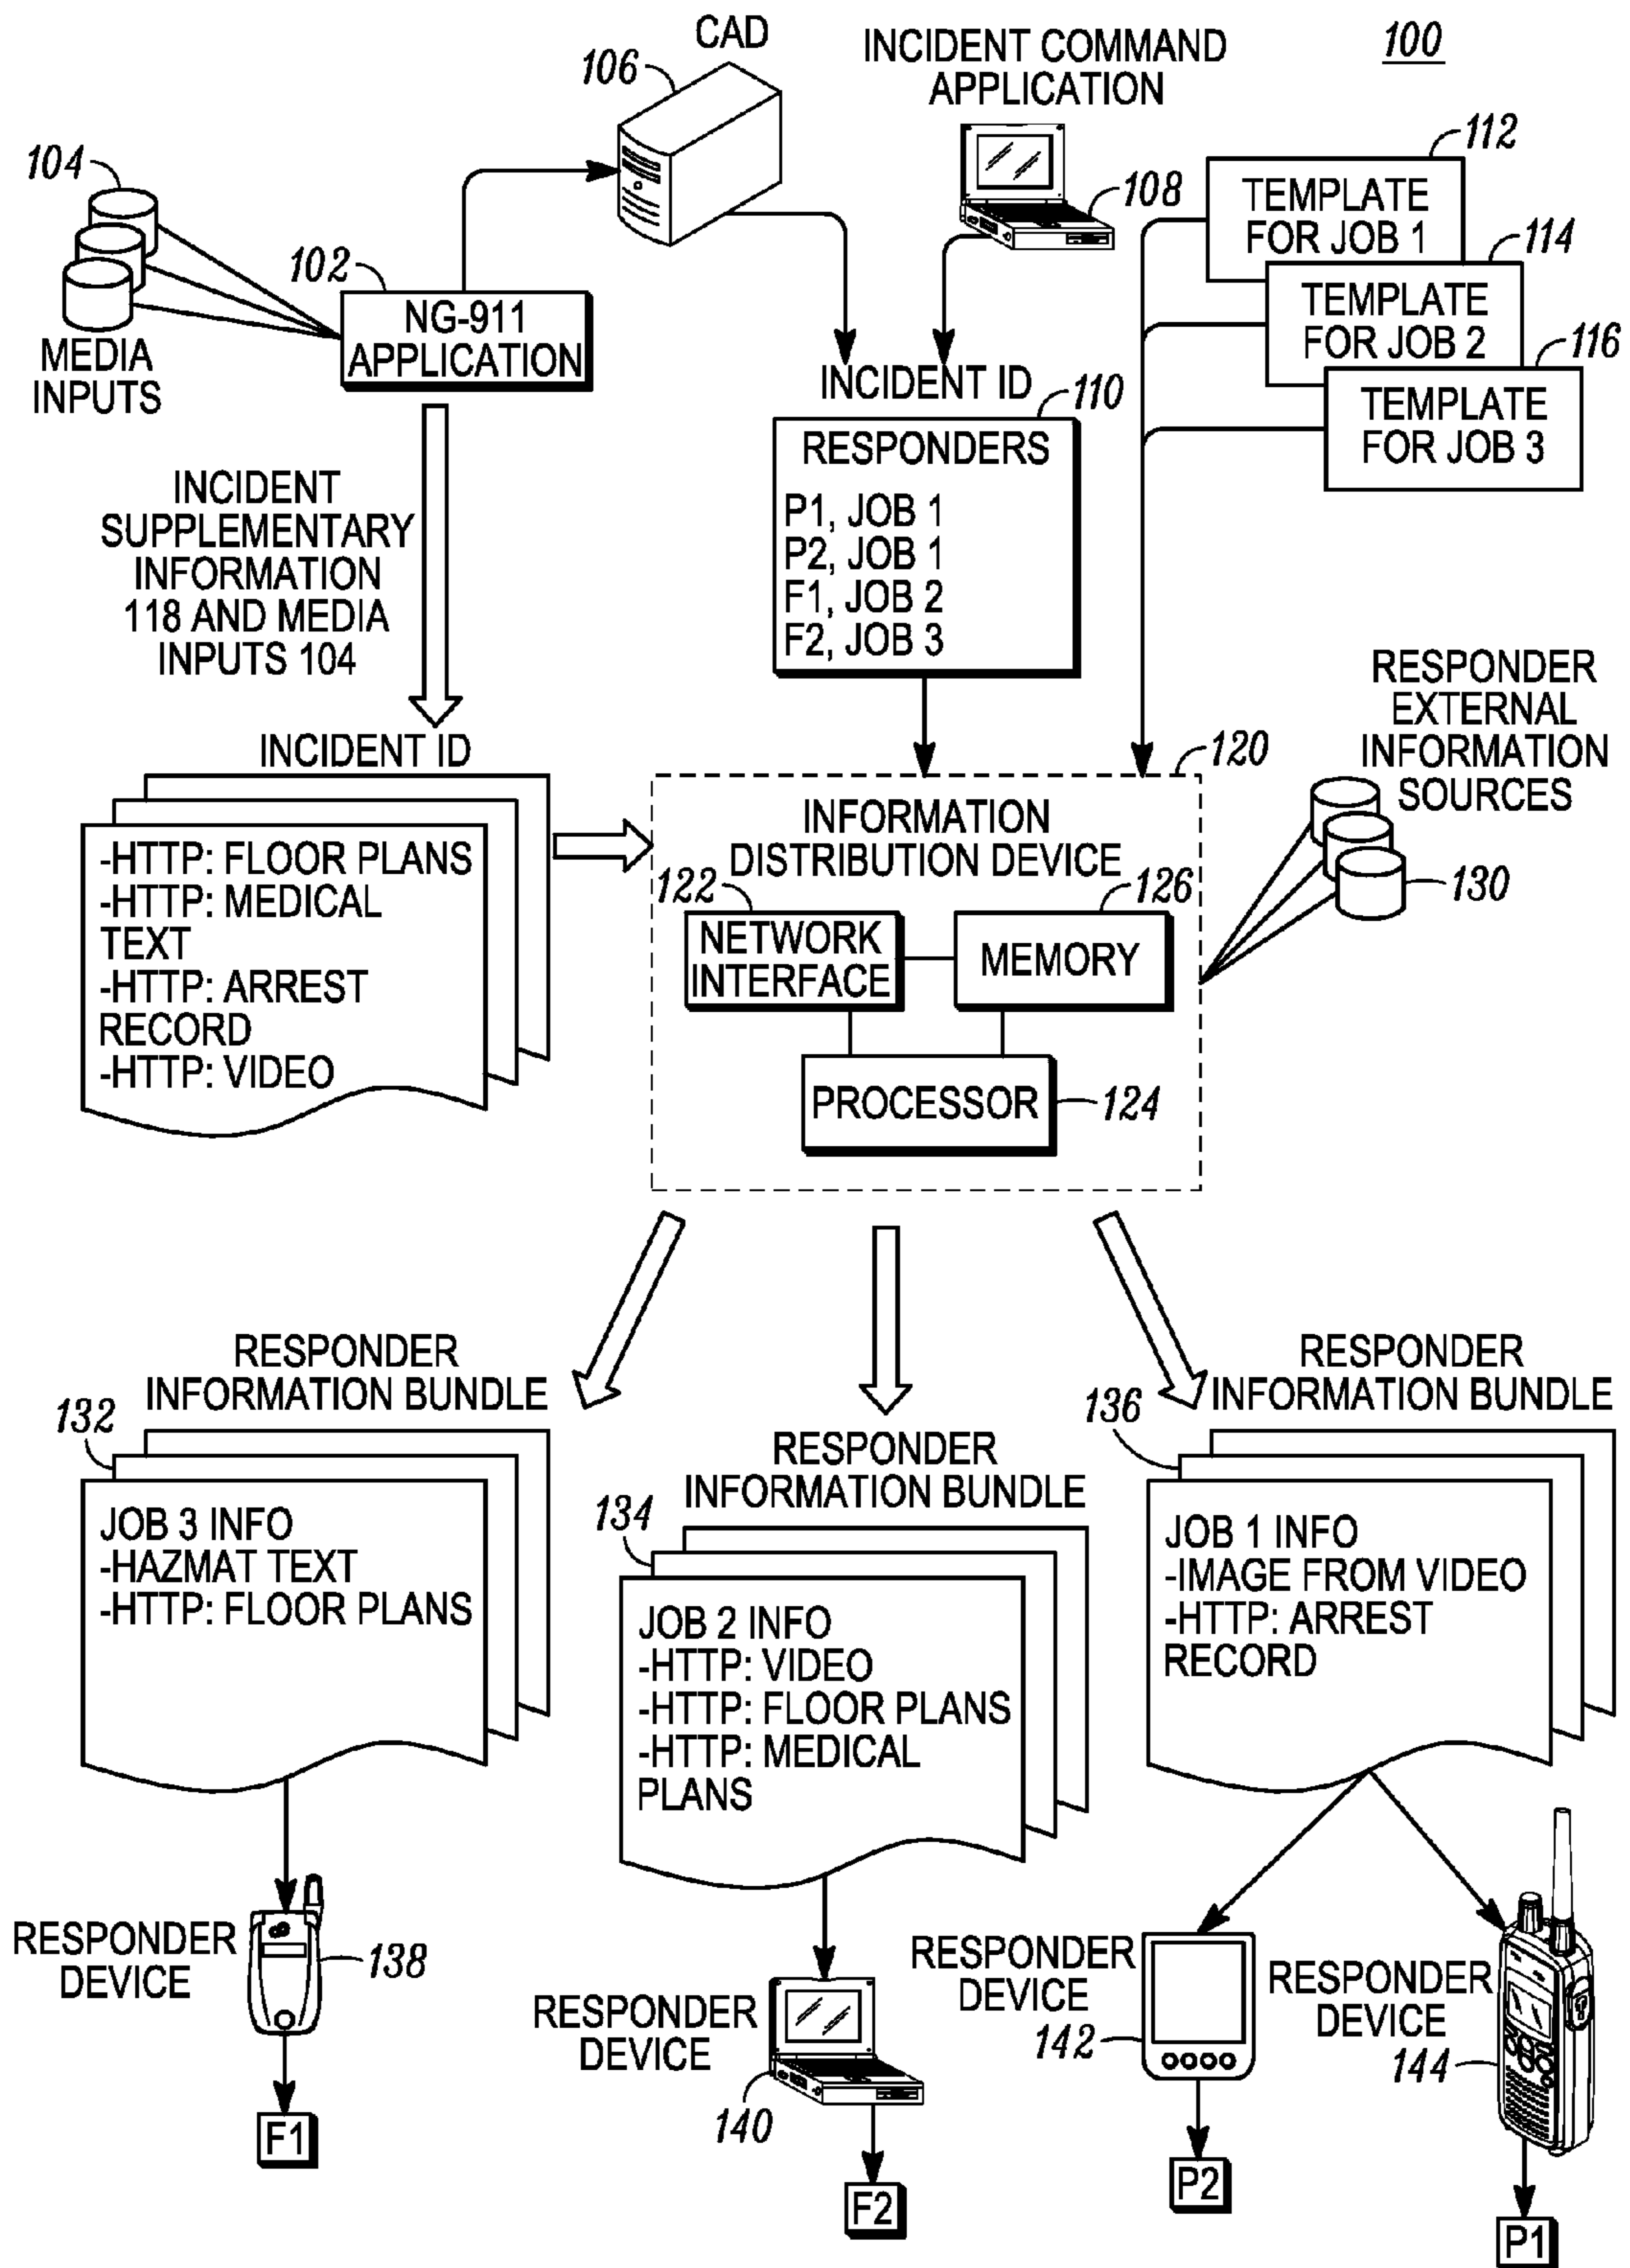 100
CAD
106
INCIDENT COMMAND
APPLICATION
108
104
MEDIA
INPUTS
102
NG-911
APPLICATION
112
TEMPLATE
FOR JOB 1
114
TEMPLATE
FOR JOB 2
116
TEMPLATE
FOR JOB 3
INCIDENT ID
110
RESPONDERS
P1, JOB 1
P2, JOB 1
F1, JOB 2
F2, JOB 3
INCIDENT
SUPPLEMENTARY
INFORMATION
118 AND MEDIA
INPUTS 104
INCIDENT ID
-HTTP: FLOOR PLANS
-HTTP: MEDICAL
TEXT
-HTTP: ARREST
RECORD
-HTTP: VIDEO
120
INFORMATION
DISTRIBUTION DEVICE
122
NETWORK
INTERFACE
126
MEMORY
PROCESSOR
124
RESPONDER
EXTERNAL
INFORMATION
SOURCES
130
RESPONDER
INFORMATION BUNDLE
132
JOB 3 INFO
-HAZMAT TEXT
-HTTP: FLOOR PLANS
RESPONDER
INFORMATION BUNDLE
134
JOB 2 INFO
-HTTP: VIDEO
-HTTP: FLOOR PLANS
-HTTP: MEDICAL
PLANS
RESPONDER
INFORMATION BUNDLE
136
JOB 1 INFO
-IMAGE FROM VIDEO
-HTTP: ARREST
RECORD
RESPONDER
DEVICE
138
F1
RESPONDER
DEVICE
140
F2
RESPONDER
DEVICE
142
P2
RESPONDER
DEVICE
144
P1